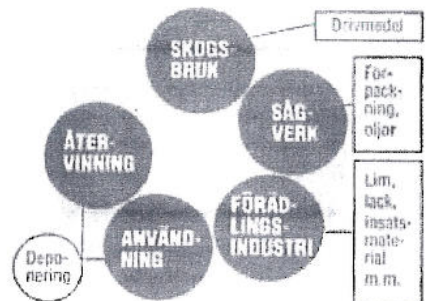 Drivmedel
SKOGS-
BRUK
För-
pack-
ning,
oljor
SÅG-
VERK
ÅTER-
VINNING
Lim,
lack,
insats-
mate-
rial
m.m.
FÖRÄD-
LINGS-
INDUSTRI
ANVÄND-
NING
Depo-
nering